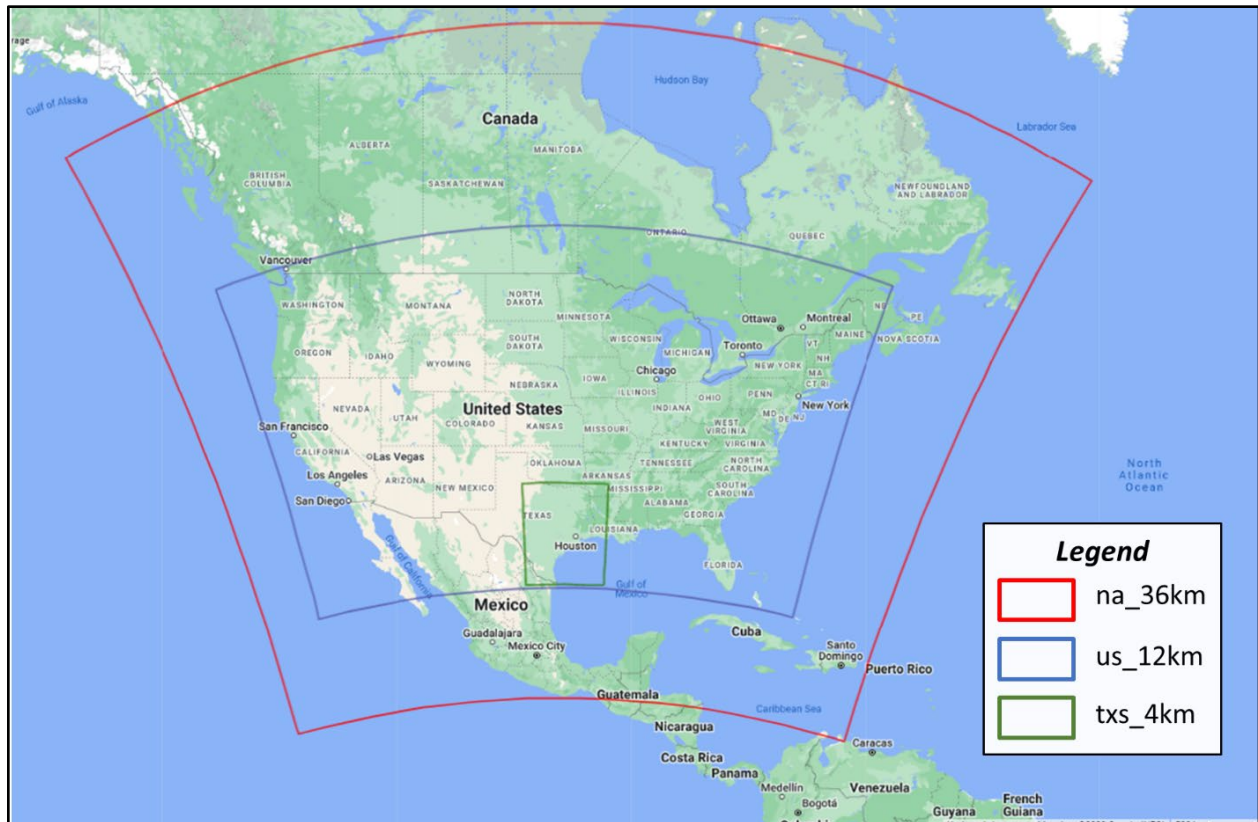 rage
Gulf of Alaska
Hudson Bay
Labrador Sea
Canada
ALBERTA
MANITOBA
BRITISH
COLUMBIA
SASKATCHEWAN
NEWFOUNDLAND
AND LABRADOR
ONTARIO
QUEBEC
Vancouver
WASHINGTON
MONTANA
NORTH
DAKOTA
MINNESOTA
Ottawa
Montreal
NB
PE
MAINE
NOVA SCOTIA
OREGON
IDAHO
SOUTH
DAKOTA
WISCONSIN
MICHIGAN
Toronto
VT
NH
WYOMING
Chicago
NEW YORK
MA
CT RI
NEBRASKA
IOWA
ILLINOIS
INDIANA
OHIO
PENN
New York
NEVADA
UTAH
COLORADO
United States
KANSAS
MISSOURI
MD
DE
NJ
WEST
VIRGINIA
San Francisco
CALIFORNIA
Las Vegas
KENTUCKY
VIRGINIA
Los Angeles
ARIZONA
NEW MEXICO
OKLAHOMA
ARKANSAS
TENNESSEE
NORTH
CAROLINA
San Diego
MISSISSIPPI
ALABAMA
SOUTH
CAROLINA
GEORGIA
TEXAS
LOUISIANA
Houston
North
Atlantic
Ocean
Gulf of California
FLORIDA
Gulf of
Mexico
Mexico
Guadalajara
Mexico City
Cuba
Santo
Domingo
Puerto Rico
Guatemala
Caribbean Sea
Nicaragua
Costa Rica
Panama
Caracas
Medellín
Venezuela
Bogotá
Guyana
French
Guiana
Legend
na_36km
us_12km
txs_4km